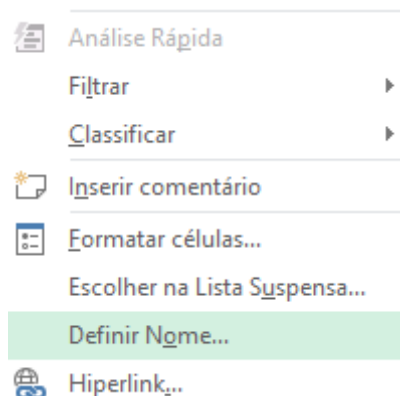 Análise Rápida
Filtrar
Classificar
Inserir comentário
Formatar células...
Escolher na Lista Suspensa...
Definir Nome...
Hiperlink...